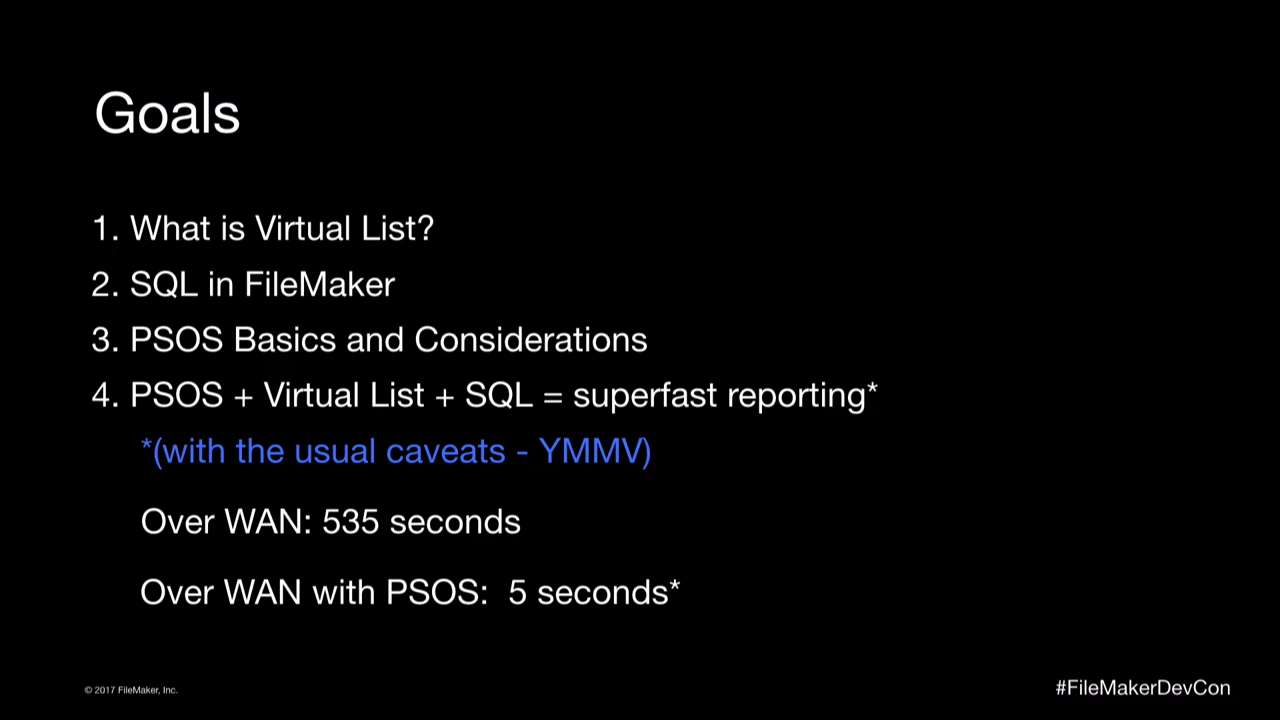 Goals
1. What is Virtual List?
2. SQL in FileMaker
3. PSOS Basics and Considerations
4. PSOS + Virtual List + SQL = superfast reporting*
*(with the usual caveats - YMMV)
Over WAN: 535 seconds
Over WAN with PSOS:  5 seconds*
© 2017 FileMaker, Inc.
#FileMakerDevCon